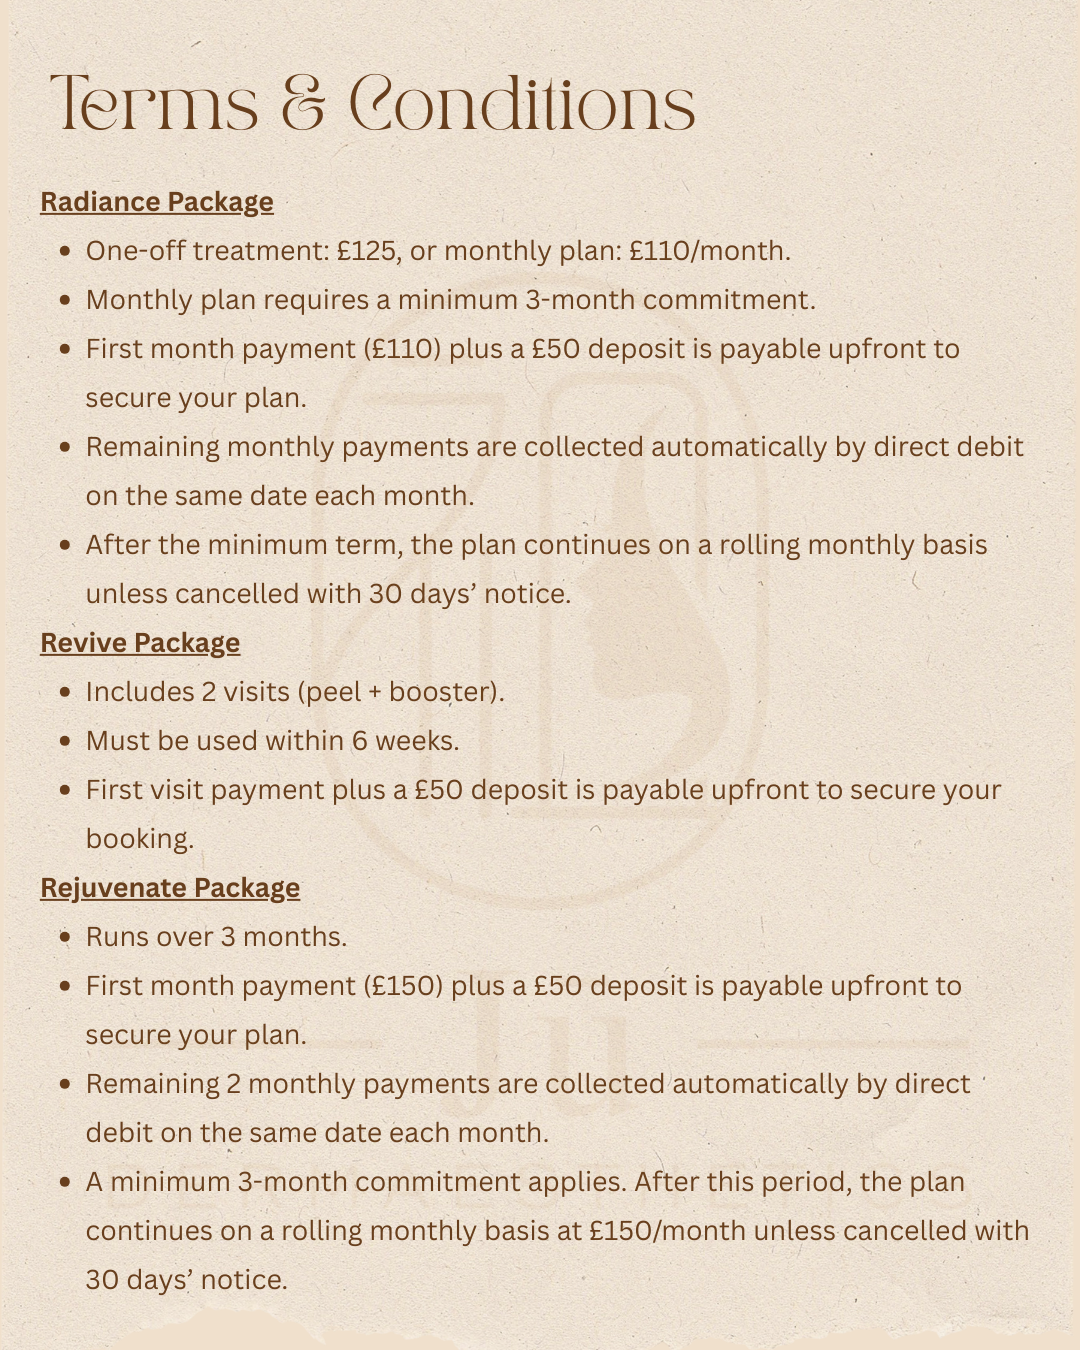 Terms & Conditions
Radiance Package
• One-off treatment: £125, or monthly plan: £110/month.
• Monthly plan requires a minimum 3-month commitment.
• First month payment (£110) plus a £50 deposit is payable upfront to
secure your plan.
• Remaining monthly payments are collected automatically by direct debit
on the same date each month.
• After the minimum term, the plan continues on a rolling monthly basis
unless cancelled with 30 days’ notice.
Revive Package
• Includes 2 visits (peel + booster).
• Must be used within 6 weeks.
• First visit payment plus a £50 deposit is payable upfront to secure your
booking.
Rejuvenate Package
• Runs over 3 months.
• First month payment (£150) plus a £50 deposit is payable upfront to
secure your plan.
• Remaining 2 monthly payments are collected automatically by direct
debit on the same date each month.
• A minimum 3-month commitment applies. After this period, the plan
continues on a rolling monthly basis at £150/month unless cancelled with
30 days’ notice.